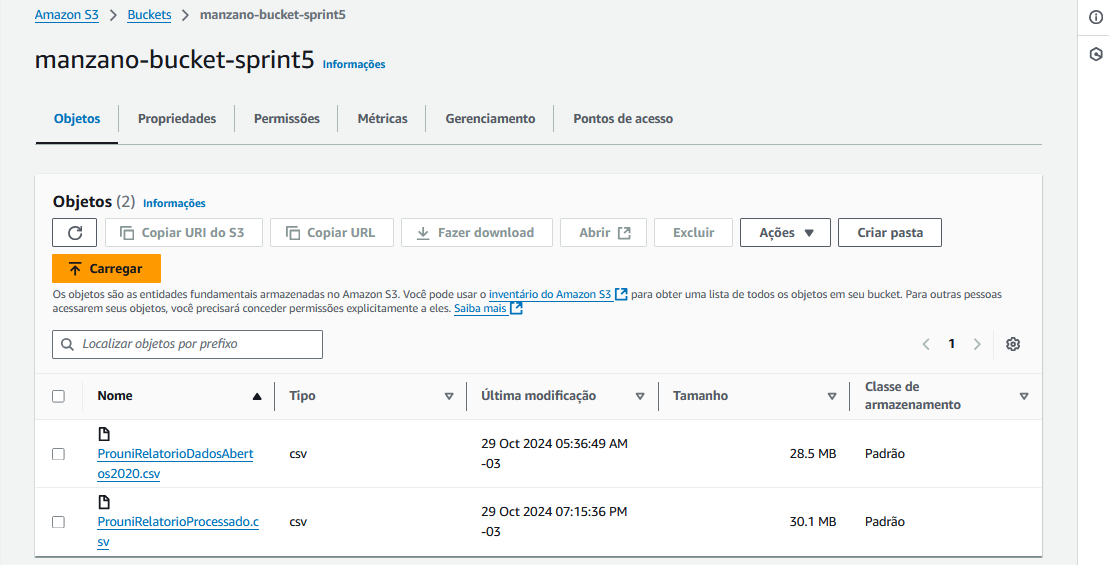 Amazon S3 > Buckets > manzano-bucket-sprint5
manzano-bucket-sprint5 Informações
Objetos Propriedades Permissões Métricas Gerenciamento Pontos de acesso
Objetos (2) Informações
Copiar URI do S3 Copiar URL Fazer download Abrir Excluir Ações Criar pasta
Carregar
Os objetos são as entidades fundamentais armazenadas no Amazon S3. Você pode usar o inventário do Amazon S3 para obter uma lista de todos os objetos em seu bucket. Para outras pessoas
acessarem seus objetos, você precisará conceder permissões explicitamente a eles. Saiba mais
Localizar objetos por prefixo 1
Nome Tipo Última modificação Tamanho Classe de
armazenamento
ProuniRelatorioDadosAbert csv 29 Oct 2024 05:36:49 AM 28.5 MB Padrão
os2020.csv -03
ProuniRelatorioProcessado.c csv 29 Oct 2024 07:15:36 PM 30.1 MB Padrão
sv -03